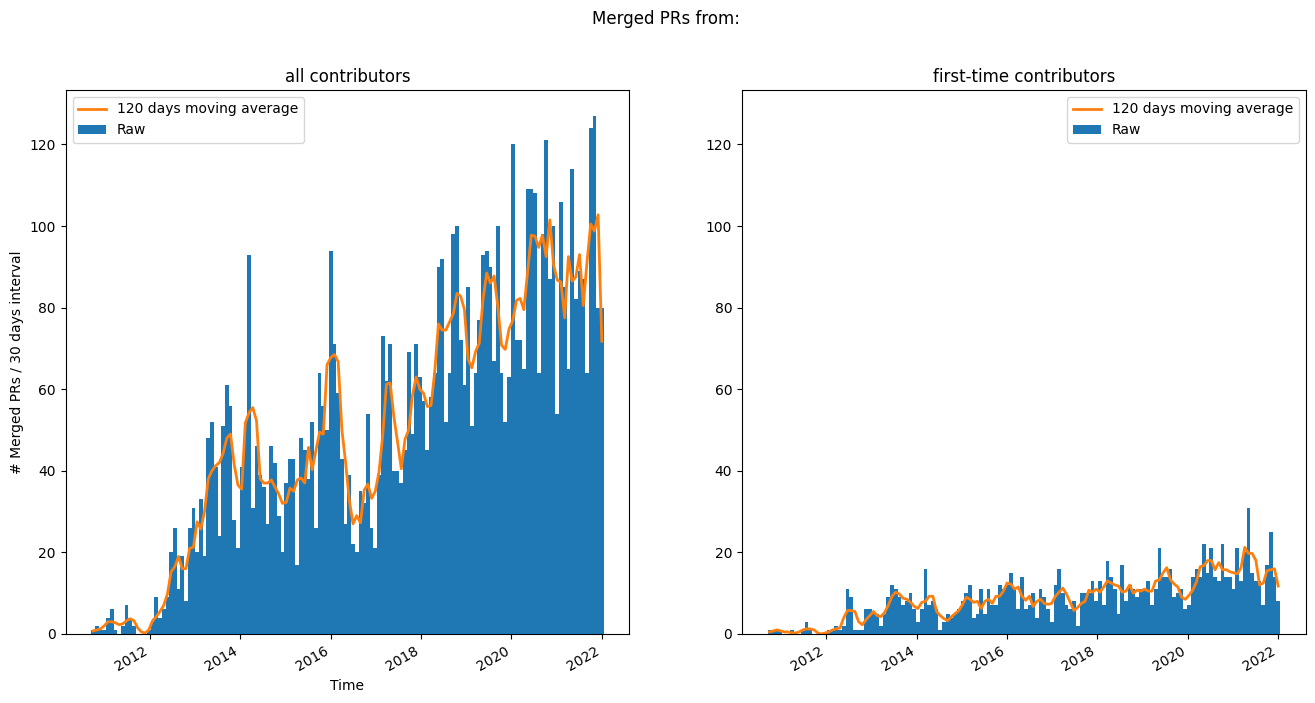 Merged PRs from:
all contributors
120 days moving average
Raw
# Merged PRs / 30 days interval
120
100
80
60
40
20
0
2012
2014
2016
2018
2020
2022
Time
first-time contributors
120 days moving average
Raw
120
100
80
60
40
20
0
2012
2014
2016
2018
2020
2022